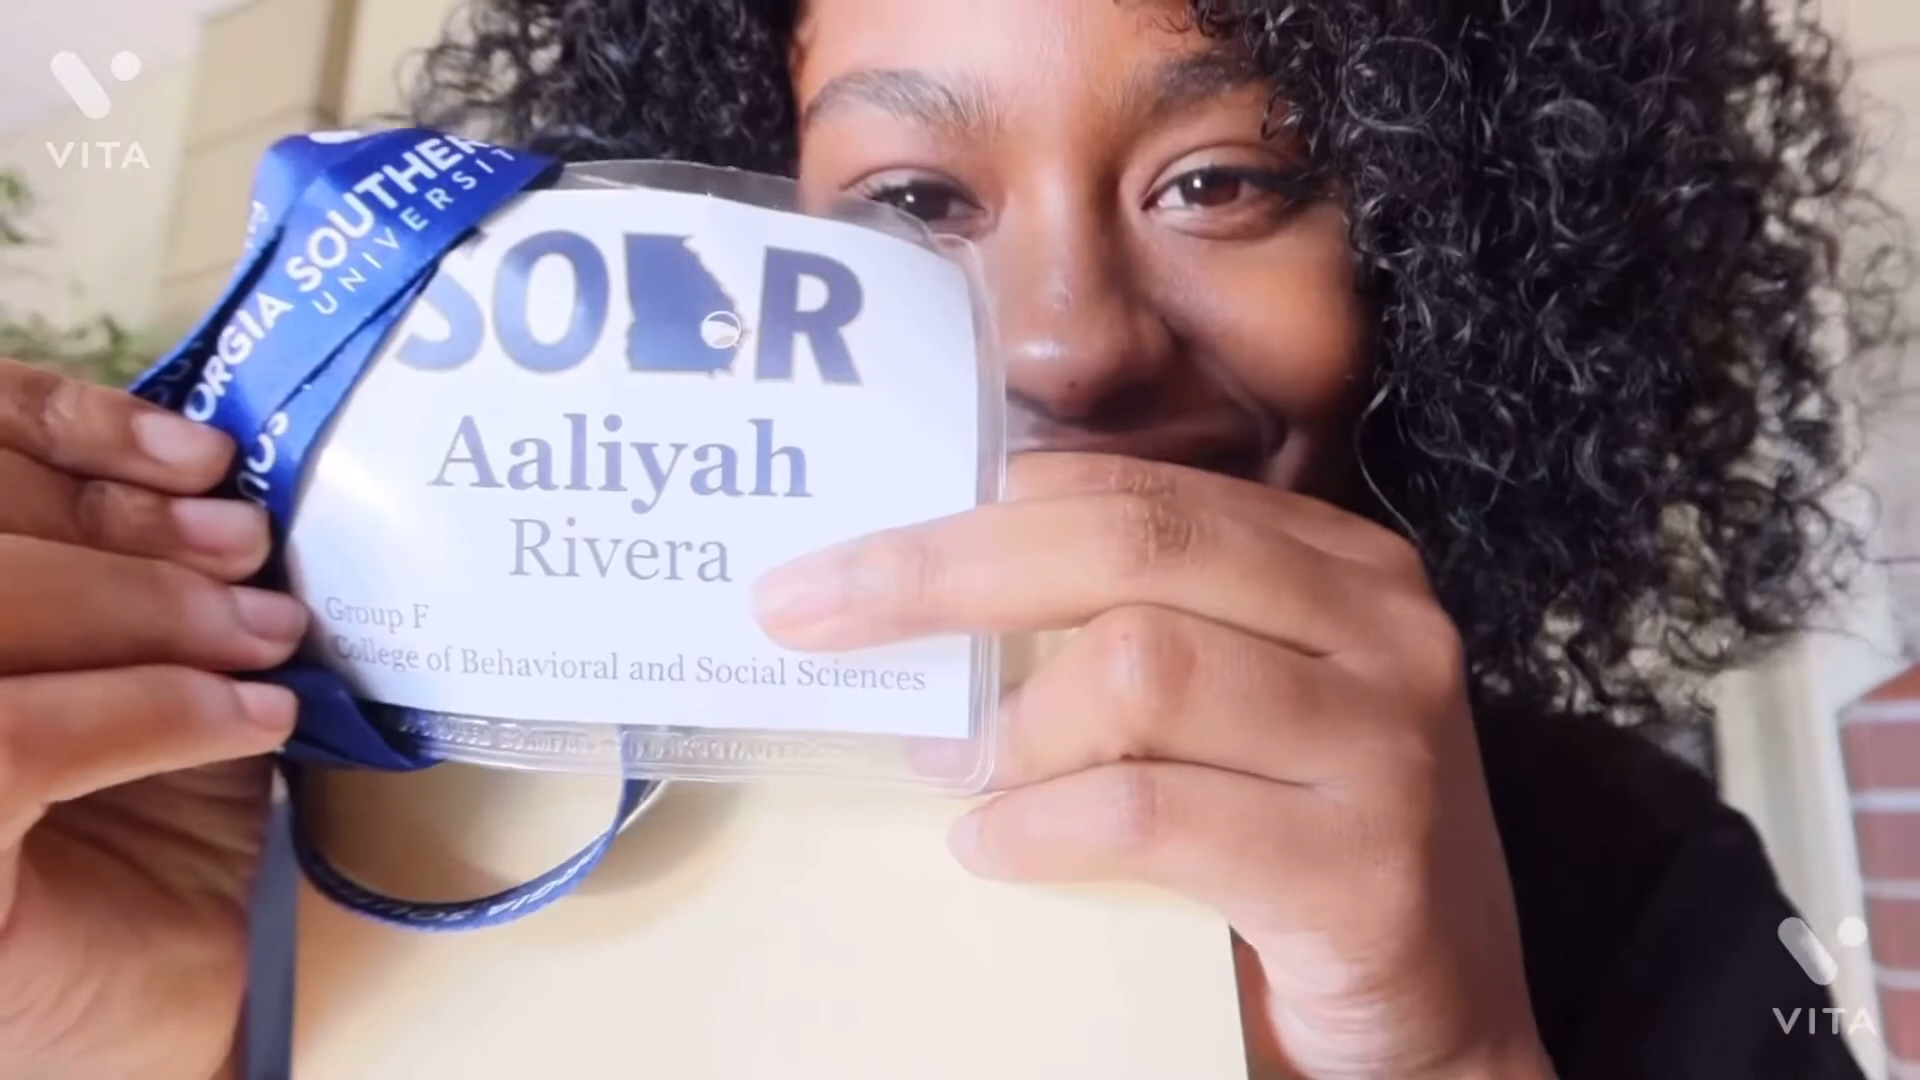 VITA
GEORGIA SOUTHERN
UNIVERSITY
SOAR
Aaliyah
Rivera
Group F
College of Behavioral and Social Sciences
VITA